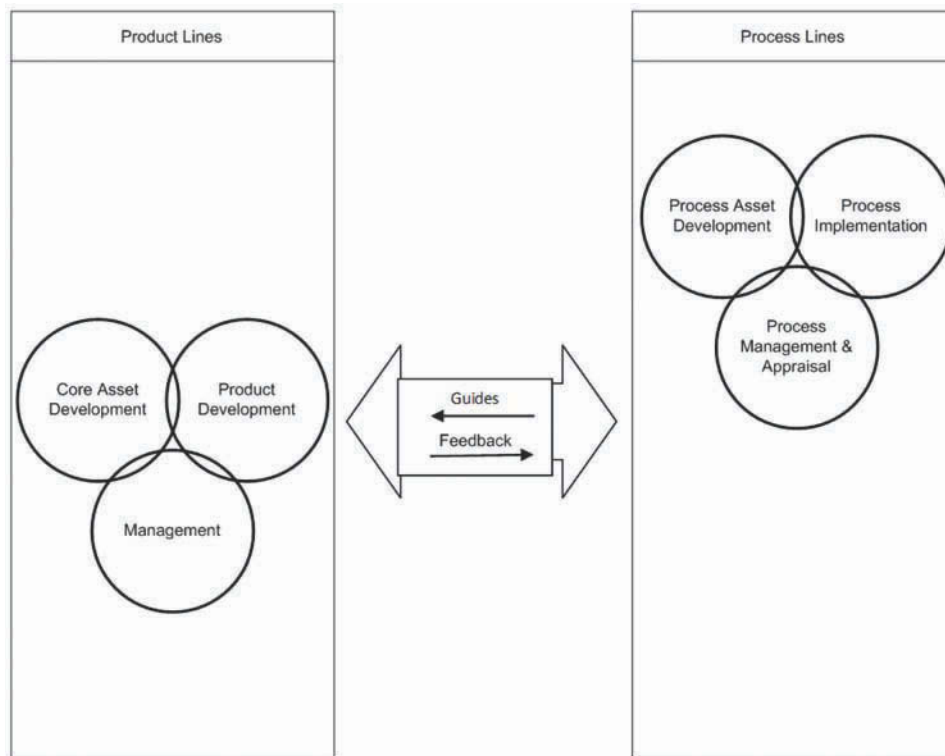 Product Lines
Core Asset
Development
Product
Development
Management
Guides
Feedback
Process Lines
Process Asset
Development
Process
Implementation
Process
Management &
Appraisal